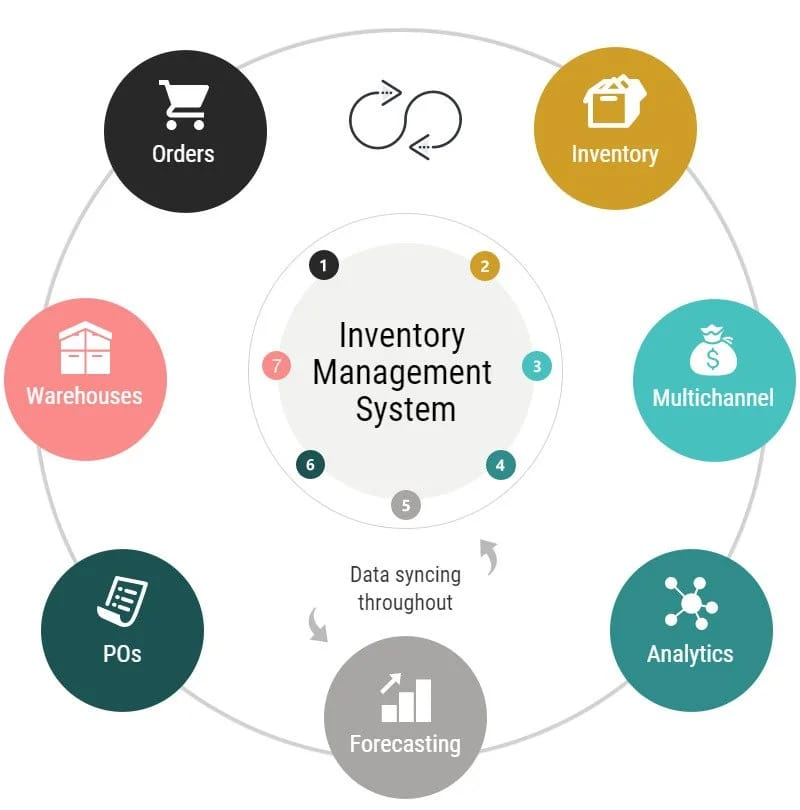 Orders
Inventory
1
2
Inventory
Management
System
7
3
Warehouses
Multichannel
$
6
4
5
Data syncing
throughout
POs
Analytics
Forecasting